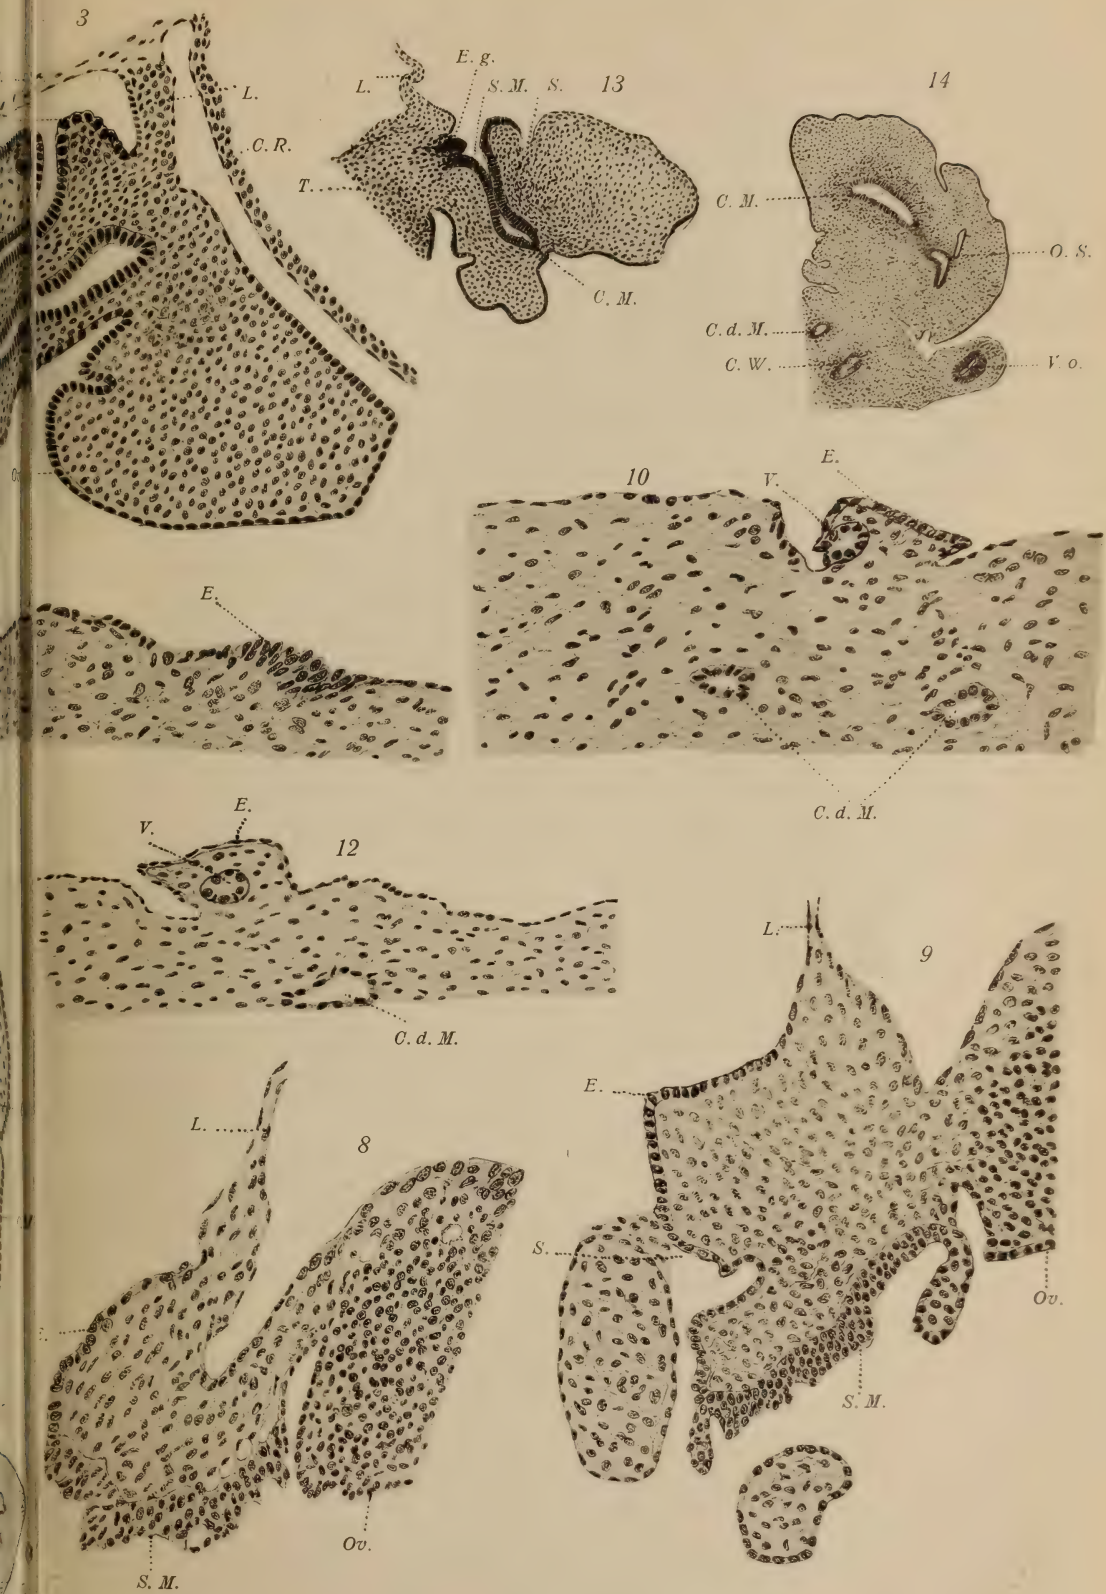 3
L.
C. R.
13
E. g.
S. M.
S.
L.
T.
C. M.
14
C. M.
O. S.
C. d. M.
C. W.
V. o.
10
V.
E.
C. d. M.
E.
12
V.
E.
C. d. M.
8
L.
Ov.
S. M.
9
L.
E.
S.
S. M.
Ov.